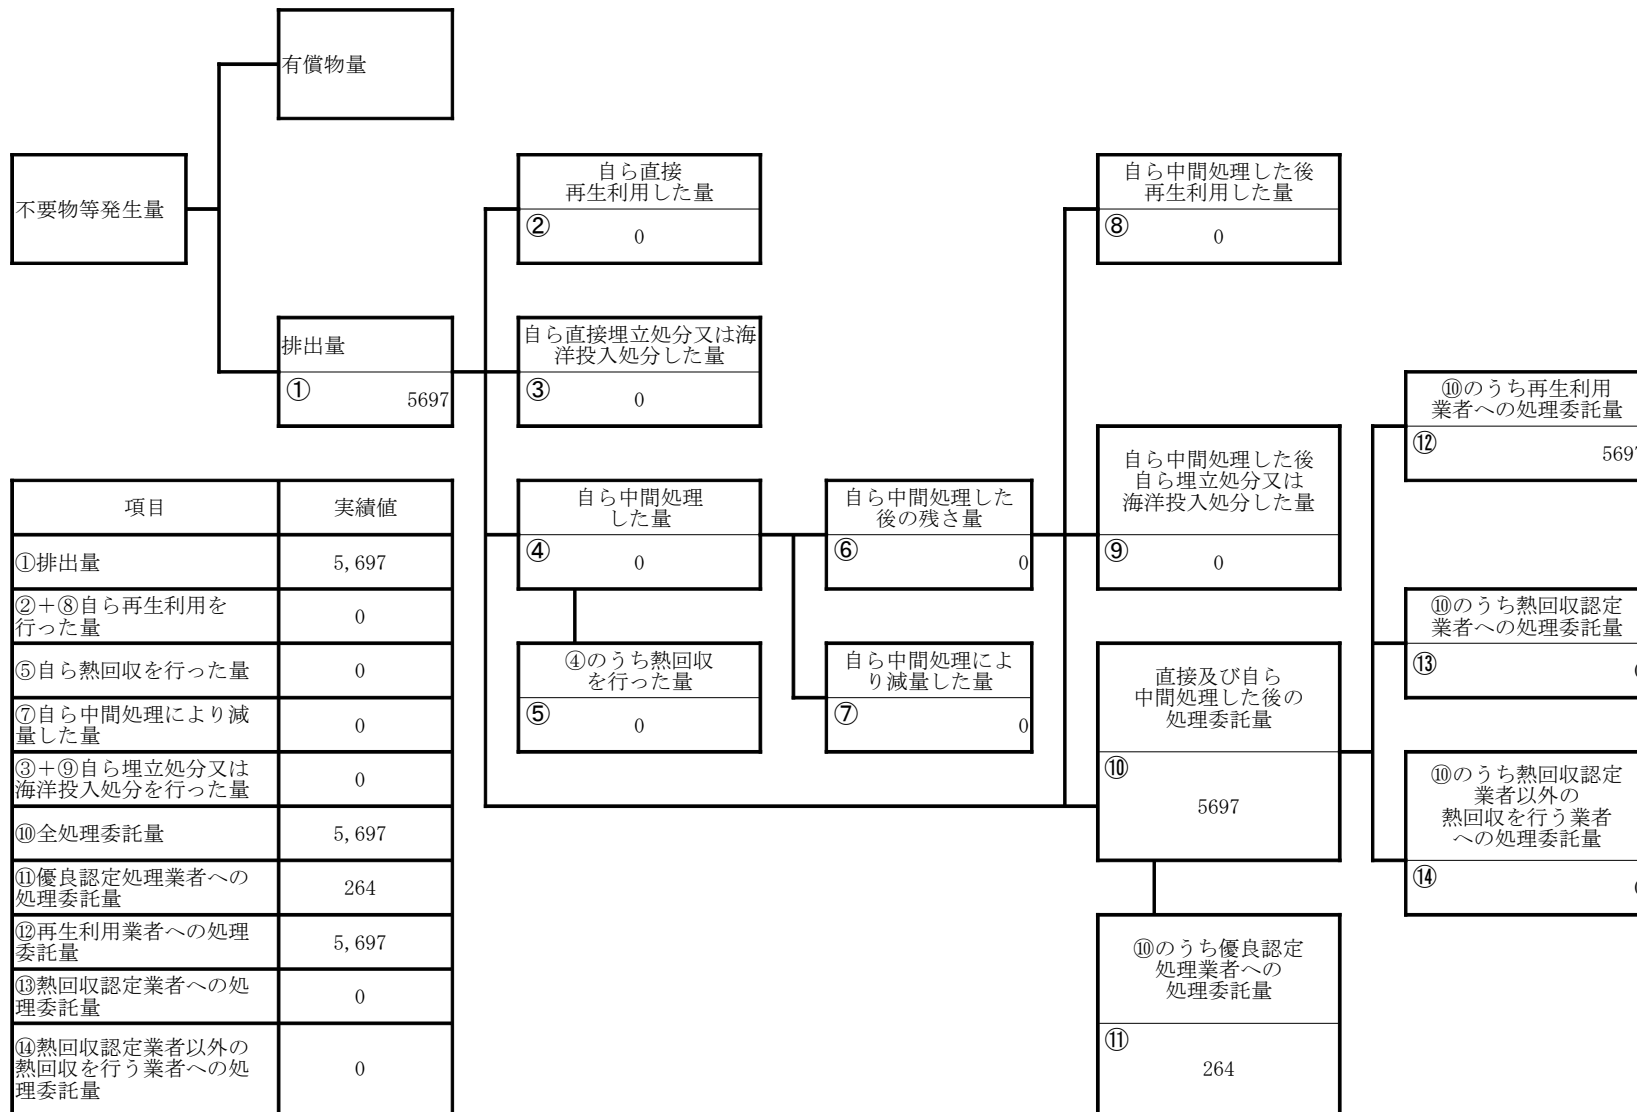 有償物量
不要物等発生量
排出量
①
5697
自ら直接
再生利用した量
②
0
自ら直接埋立処分又は海
洋投入処分した量
③
0
自ら中間処理
した量
④
0
④のうち熱回収
を行った量
⑤
0
自ら中間処理した
後の残さ量
⑥
0
自ら中間処理によ
り減量した量
⑦
0
自ら中間処理した後
再生利用した量
⑧
0
自ら中間処理した後
自ら埋立処分又は
海洋投入処分した量
⑨
0
直接及び自ら
中間処理した後の
処理委託量
⑩
5697
⑩のうち優良認定
処理業者への
処理委託量
⑪
264
⑩のうち再生利用
業者への処理委託量
⑫
⑩のうち熱回収認定
業者への処理委託量
⑬
⑩のうち熱回収認定
業者以外の
熱回収を行う業者
への処理委託量
⑭
項目 実績値
①排出量 5,697
②＋⑧自ら再生利用を
行った量 0
⑤自ら熱回収を行った量 0
⑦自ら中間処理により減
量した量 0
③＋⑨自ら埋立処分又は
海洋投入処分を行った量 0
⑩全処理委託量 5,697
⑪優良認定処理業者への
処理委託量 264
⑫再生利用業者への処理
委託量 5,697
⑬熱回収認定業者への処
理委託量 0
⑭熱回収認定業者以外の
熱回収を行う業者への処
理委託量 0